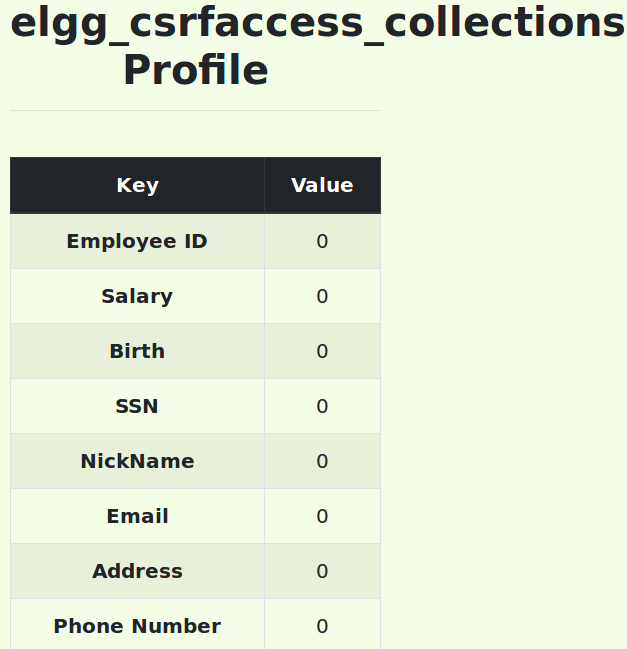 elgg_csrfaccess_collections
Profile
Key Value
Employee ID 0
Salary 0
Birth 0
SSN 0
NickName 0
Email 0
Address 0
Phone Number 0